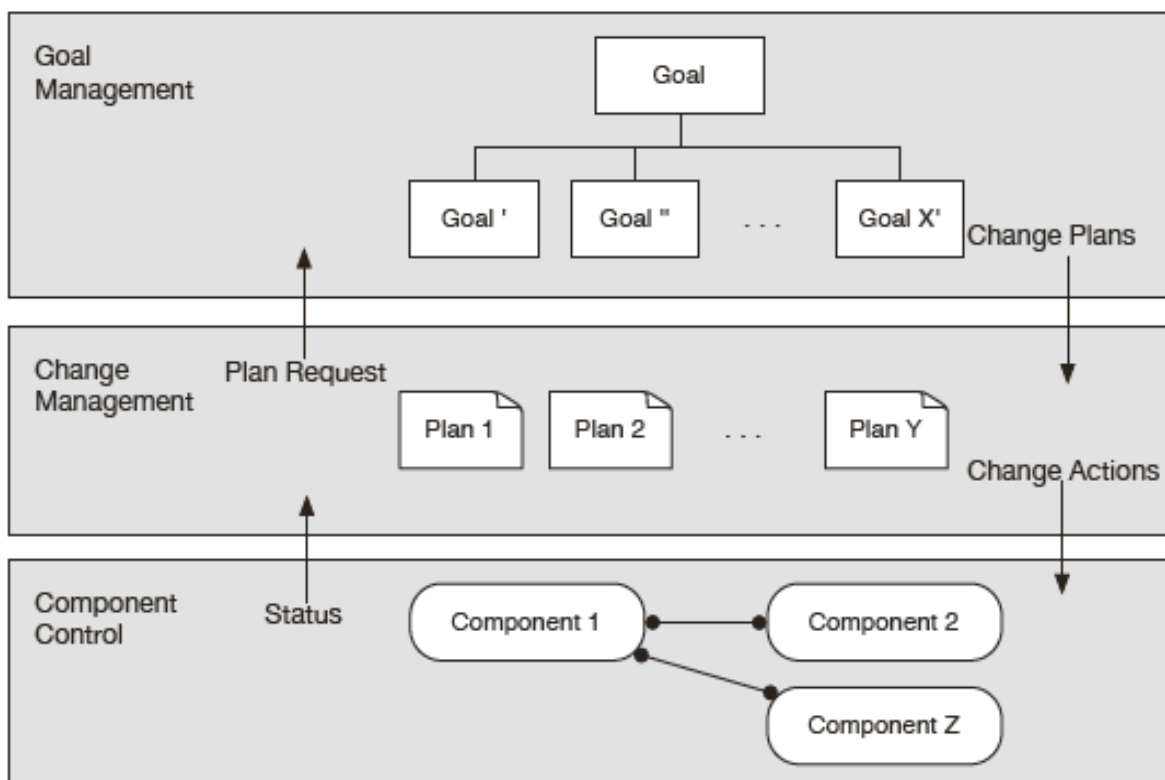 Goal
Management
Goal
Goal '
Goal "
. . .
Goal X'
Change Plans
Change
Management
Plan Request
Plan 1
Plan 2
. . .
Plan Y
Change Actions
Component
Control
Status
Component 1
Component 2
Component Z